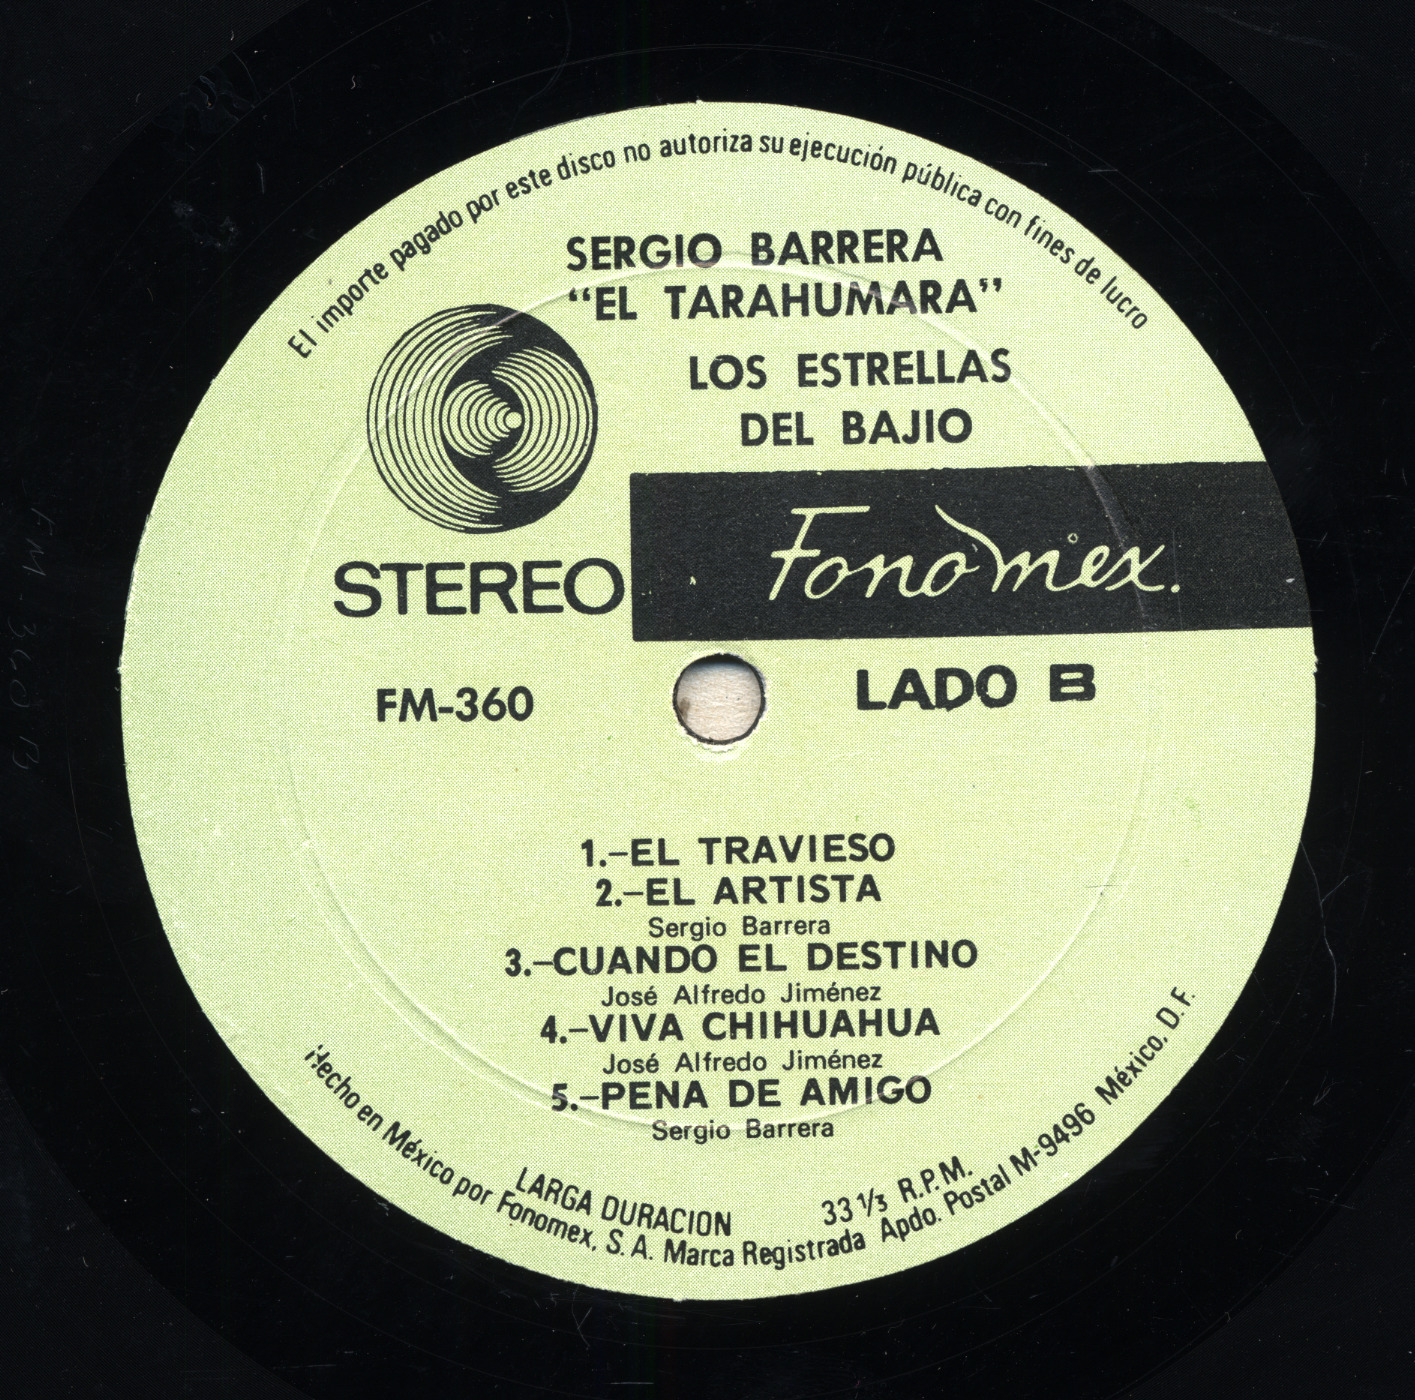 El importe pagado por este disco no autoriza su ejecución pública con fines de lucro
SERGIO BARRERA
“EL TARAHUMARA”
LOS ESTRELLAS
DEL BAJIO
Fonòmex.
STEREO
FM-360
LADO B
1.–EL TRAVIESO
2.–EL ARTISTA
Sergio Barrera
3.–CUANDO EL DESTINO
José Alfredo Jiménez
4.–VIVA CHIHUAHUA
José Alfredo Jiménez
5.–PENA DE AMIGO
Sergio Barrera
LARGA DURACION 33 1/3 R.P.M.
Hecho en México por Fonomex, S.A. Marca Registrada Apdo. Postal M-9496 México, D.F.
FM-360 B